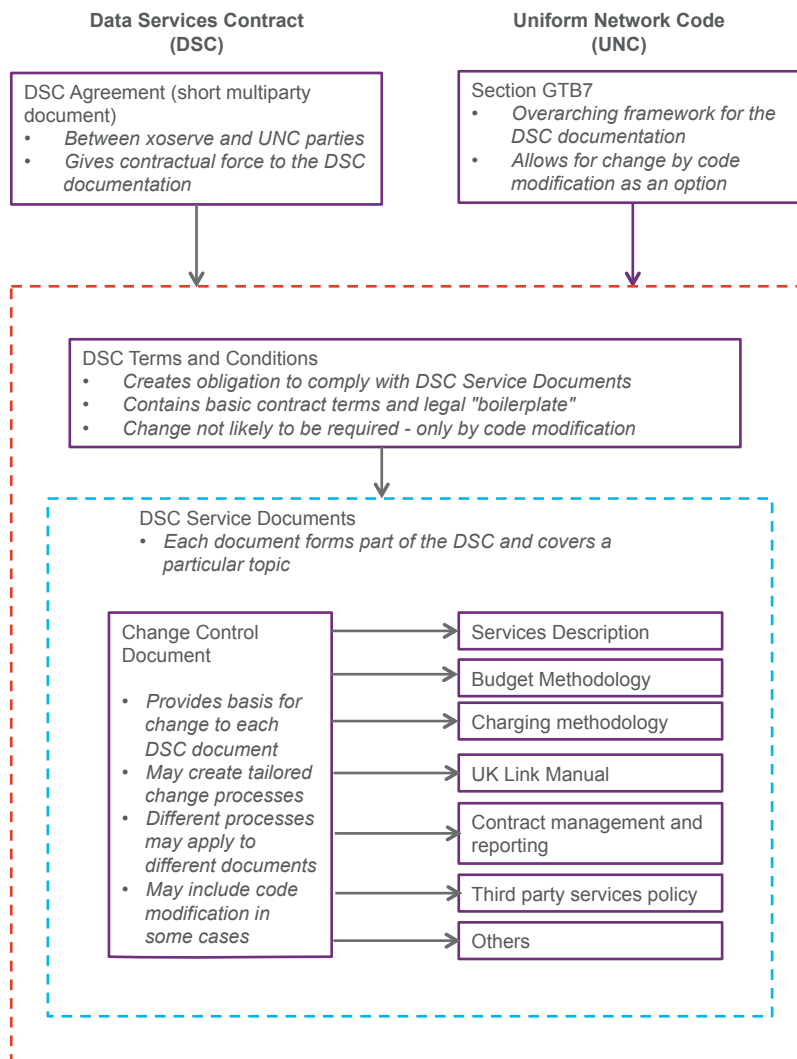 Data Services Contract
(DSC)
Uniform Network Code
(UNC)
DSC Agreement (short multiparty
document)
• Between xoserve and UNC parties
• Gives contractual force to the DSC
documentation
Section GTB7
• Overarching framework for the
DSC documentation
• Allows for change by code
modification as an option
DSC Terms and Conditions
• Creates obligation to comply with DSC Service Documents
• Contains basic contract terms and legal "boilerplate"
• Change not likely to be required - only by code modification
DSC Service Documents
• Each document forms part of the DSC and covers a
particular topic
Change Control
Document
• Provides basis for
change to each
DSC document
• May create tailored
change processes
• Different processes
may apply to
different documents
• May include code
modification in
some cases
Services Description
Budget Methodology
Charging methodology
UK Link Manual
Contract management and
reporting
Third party services policy
Others